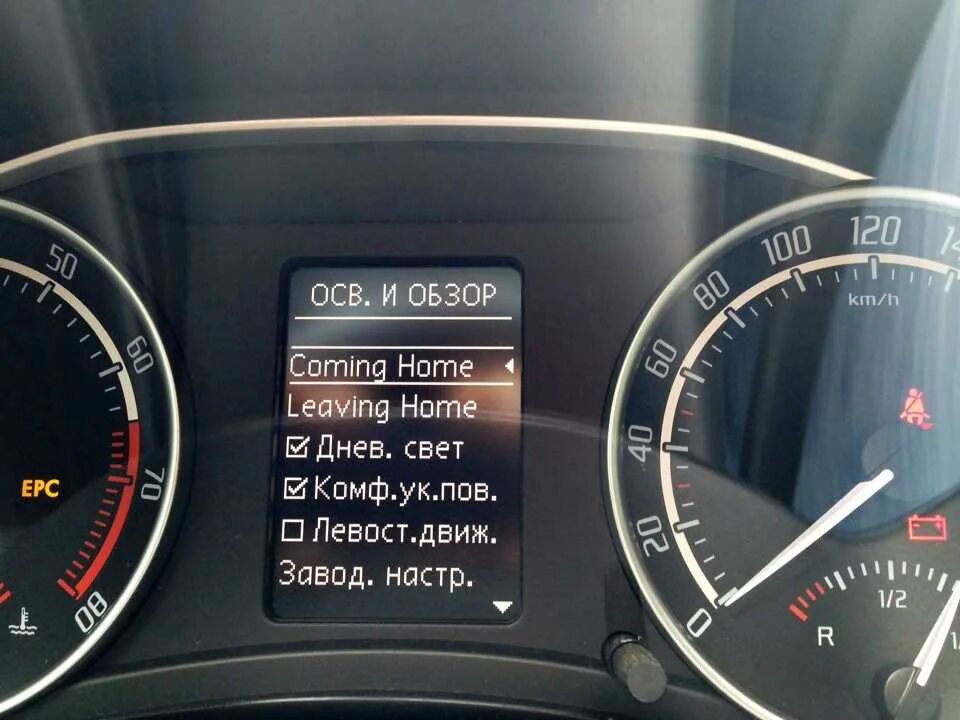 ОСВ. И ОБЗОР
Coming Home
Leaving Home
Днев. свет
Комф.ук.пов.
Левост.движ.
Завод. настр.
50
60
70
80
EPC
0
20
40
60
80
100
120
km/h
R
1/2